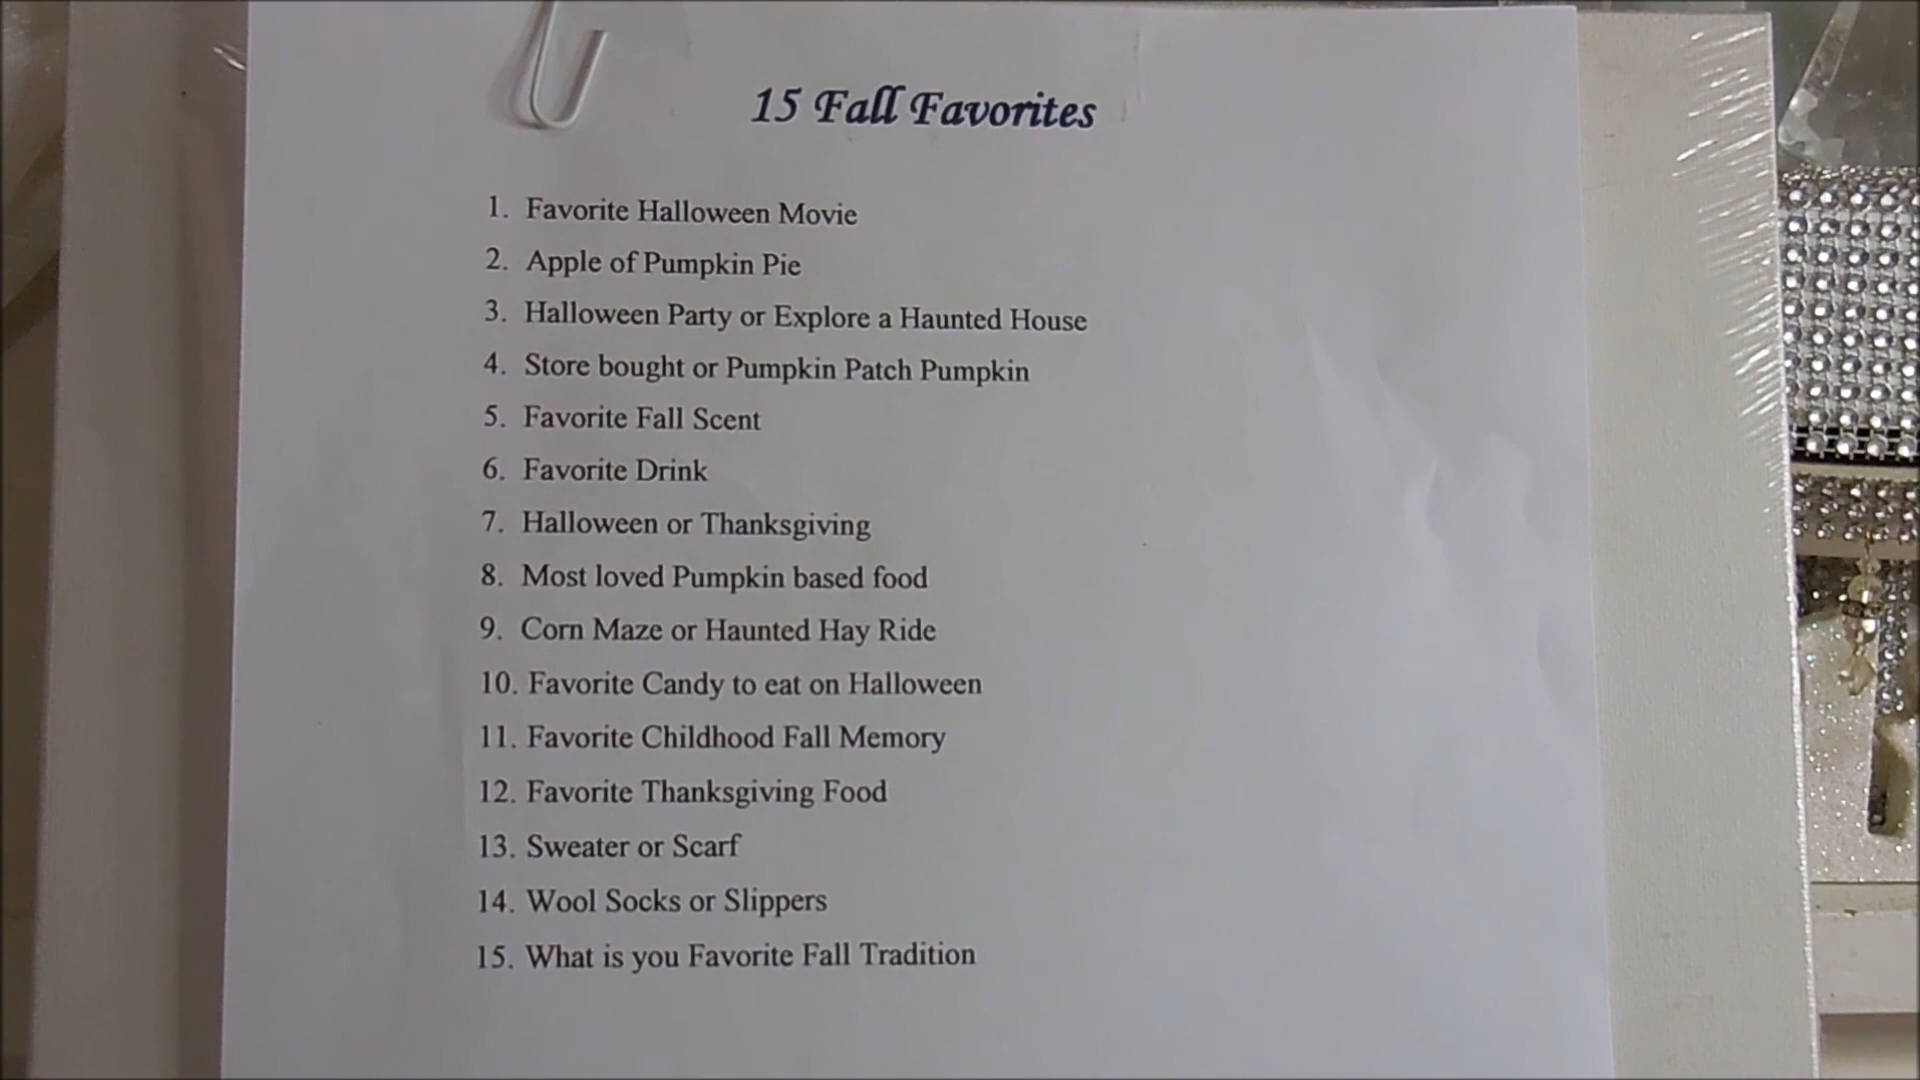 15 Fall Favorites
1. Favorite Halloween Movie
2. Apple of Pumpkin Pie
3. Halloween Party or Explore a Haunted House
4. Store bought or Pumpkin Patch Pumpkin
5. Favorite Fall Scent
6. Favorite Drink
7. Halloween or Thanksgiving
8. Most loved Pumpkin based food
9. Corn Maze or Haunted Hay Ride
10. Favorite Candy to eat on Halloween
11. Favorite Childhood Fall Memory
12. Favorite Thanksgiving Food
13. Sweater or Scarf
14. Wool Socks or Slippers
15. What is you Favorite Fall Tradition